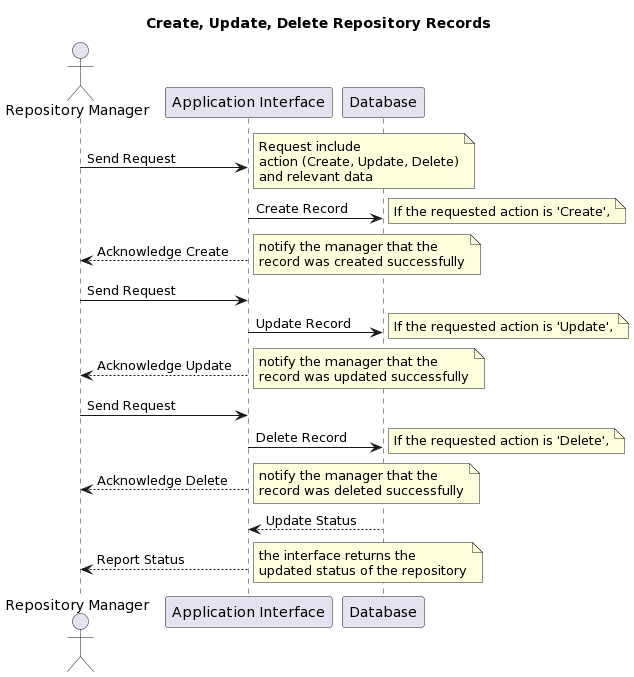 Create, Update, Delete Repository Records
Repository Manager
Application Interface
Database
Send Request
Request include
action (Create, Update, Delete)
and relevant data
Create Record
If the requested action is 'Create',
Acknowledge Create
notify the manager that the
record was created successfully
Send Request
Update Record
If the requested action is 'Update',
Acknowledge Update
notify the manager that the
record was updated successfully
Send Request
Delete Record
If the requested action is 'Delete',
Acknowledge Delete
notify the manager that the
record was deleted successfully
Update Status
Report Status
the interface returns the
updated status of the repository
Repository Manager
Application Interface
Database